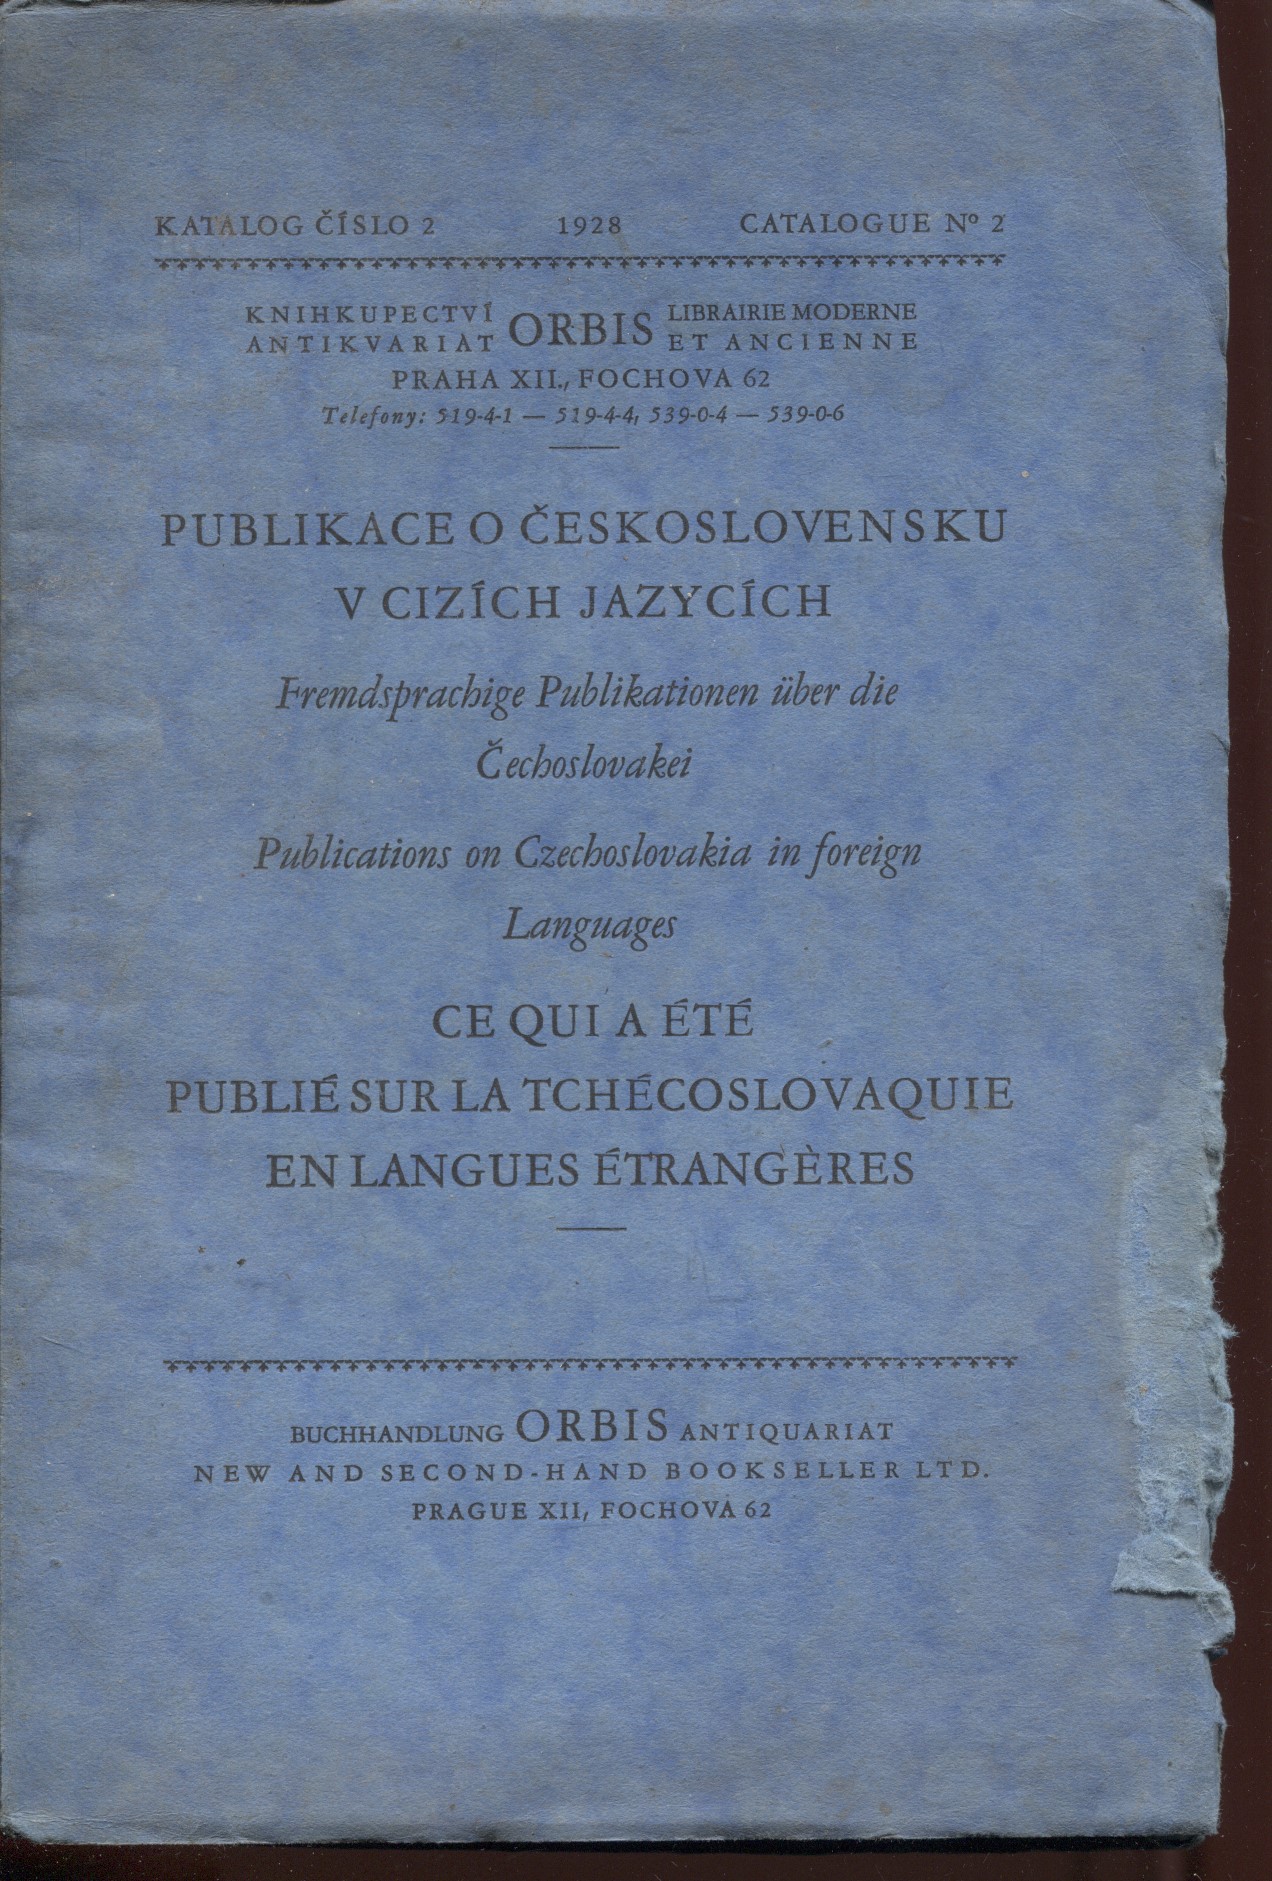 KATALOG ČÍSLO 2 1928 CATALOGUE Nº 2
KNIHKUPECTVÍ ANTIKVARIAT ORBIS LIBRAIRIE MODERNE ET ANCIENNE
PRAHA XII., FOCHOVA 62
Telefony: 519-4-1 — 519-4-4, 539-0-4 — 539-0-6
PUBLIKACE O ČESKOSLOVENSKU
V CIZÍCH JAZYCÍCH
Fremdsprachige Publikationen über die
Čechoslovakei
Publications on Czechoslovakia in foreign
Languages
CE QUI A ÉTÉ
PUBLIÉ SUR LA TCHÉCOSLOVAQUIE
EN LANGUES ÉTRANGÈRES
BUCHHANDLUNG ORBIS ANTIQUARIAT
NEW AND SECOND-HAND BOOKSELLER LTD.
PRAGUE XII, FOCHOVA 62